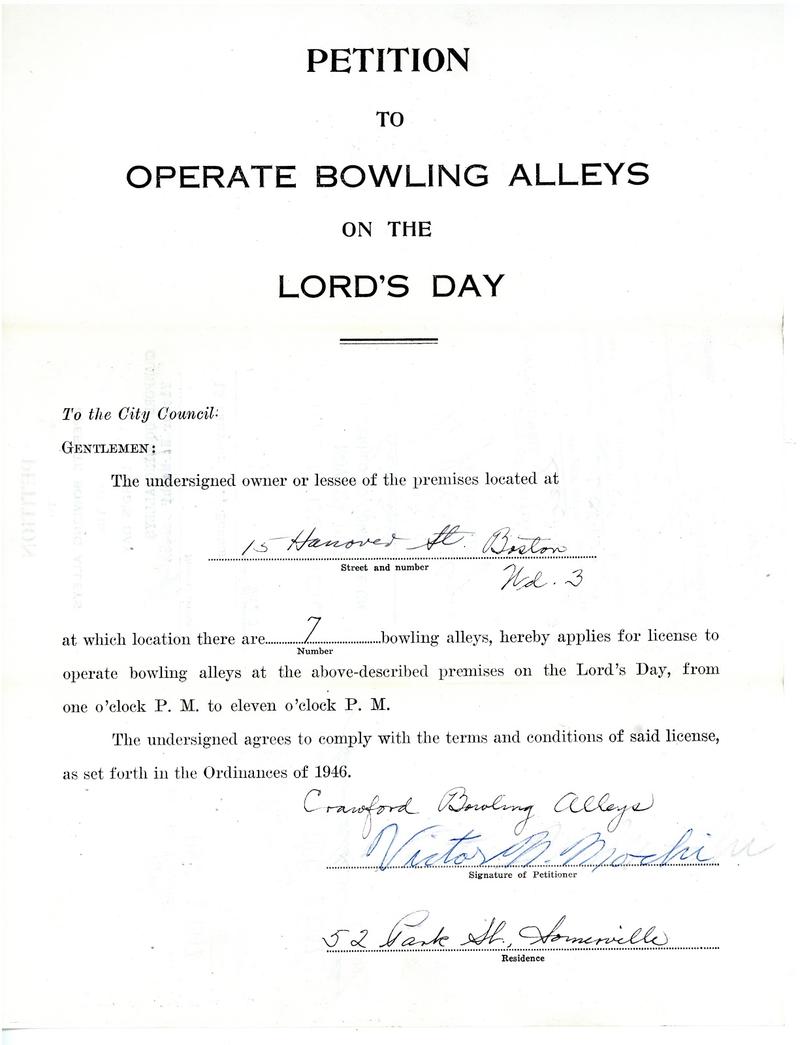 PETITION
TO
OPERATE BOWLING ALLEYS
ON THE
LORD'S DAY
To the City Council:
GENTLEMEN:
The undersigned owner or lessee of the premises located at
15 Hanover St. Boston
Street and number
Wd. 3
at which location there are 7 bowling alleys, hereby applies for license to
Number
operate bowling alleys at the above-described premises on the Lord's Day, from
one o'clock P. M. to eleven o'clock P. M.
The undersigned agrees to comply with the terms and conditions of said license,
as set forth in the Ordinances of 1946.
Crawford Bowling Alleys
Victor N. Mochi
Signature of Petitioner
52 Park St., Somerville
Residence